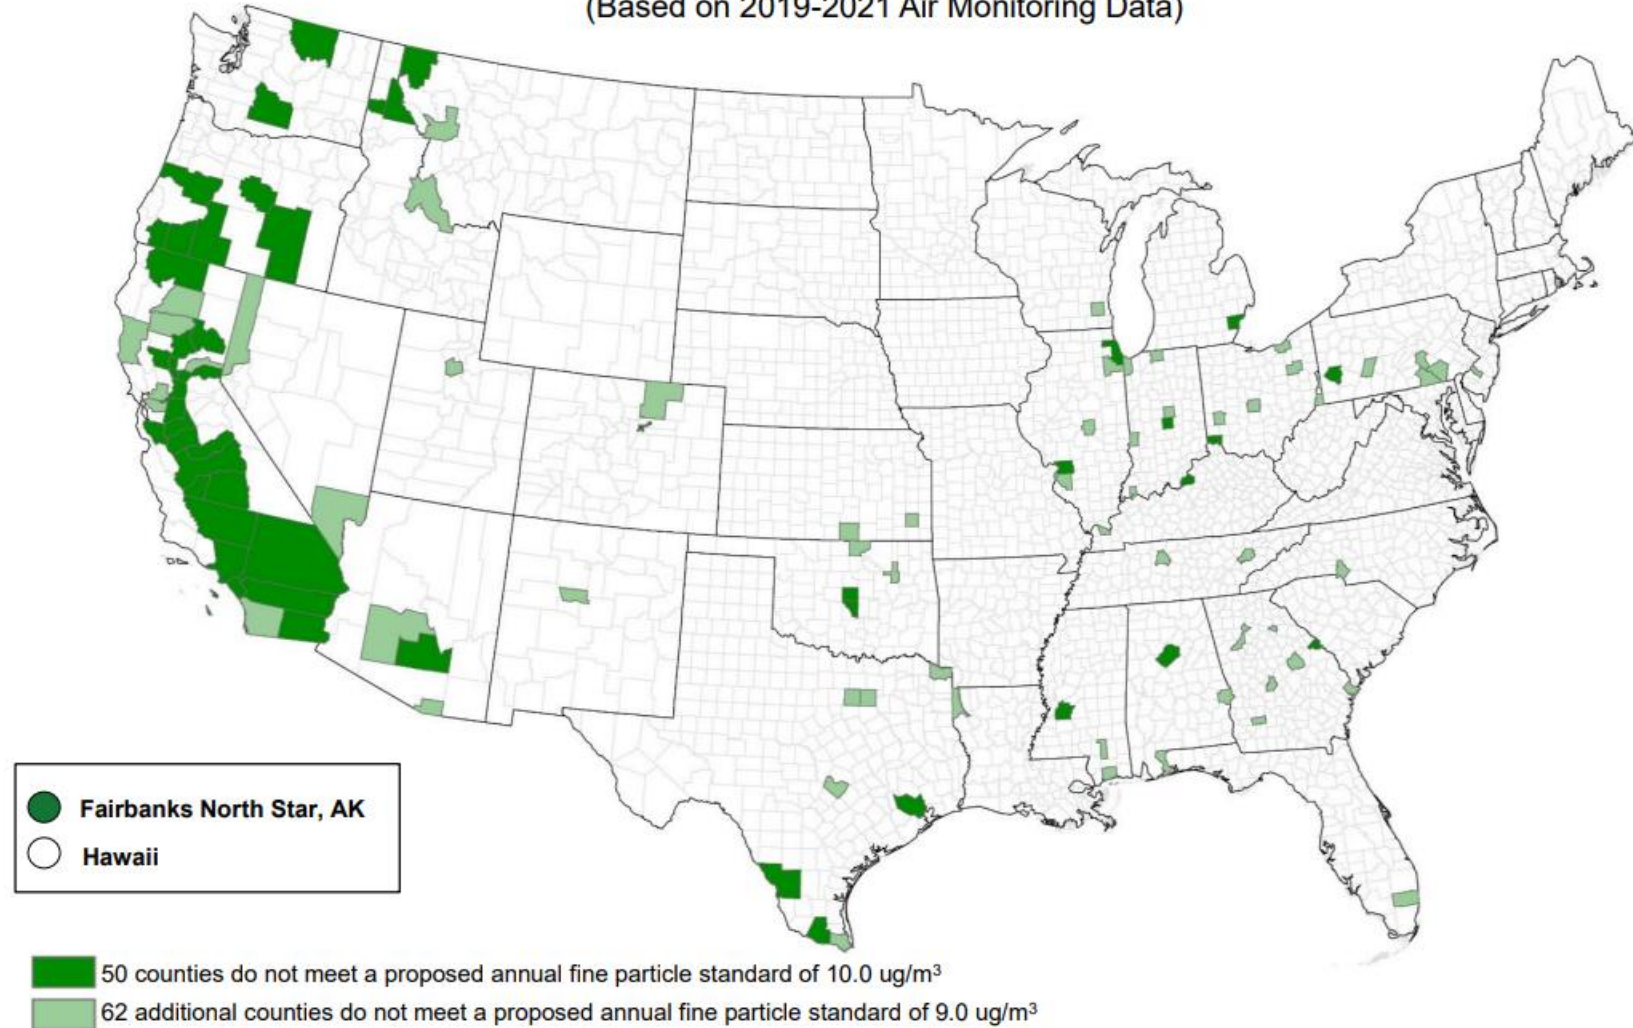 (Based on 2019-2021 Air Monitoring Data)
Fairbanks North Star, AK
Hawaii
50 counties do not meet a proposed annual fine particle standard of 10.0 ug/m³
62 additional counties do not meet a proposed annual fine particle standard of 9.0 ug/m³